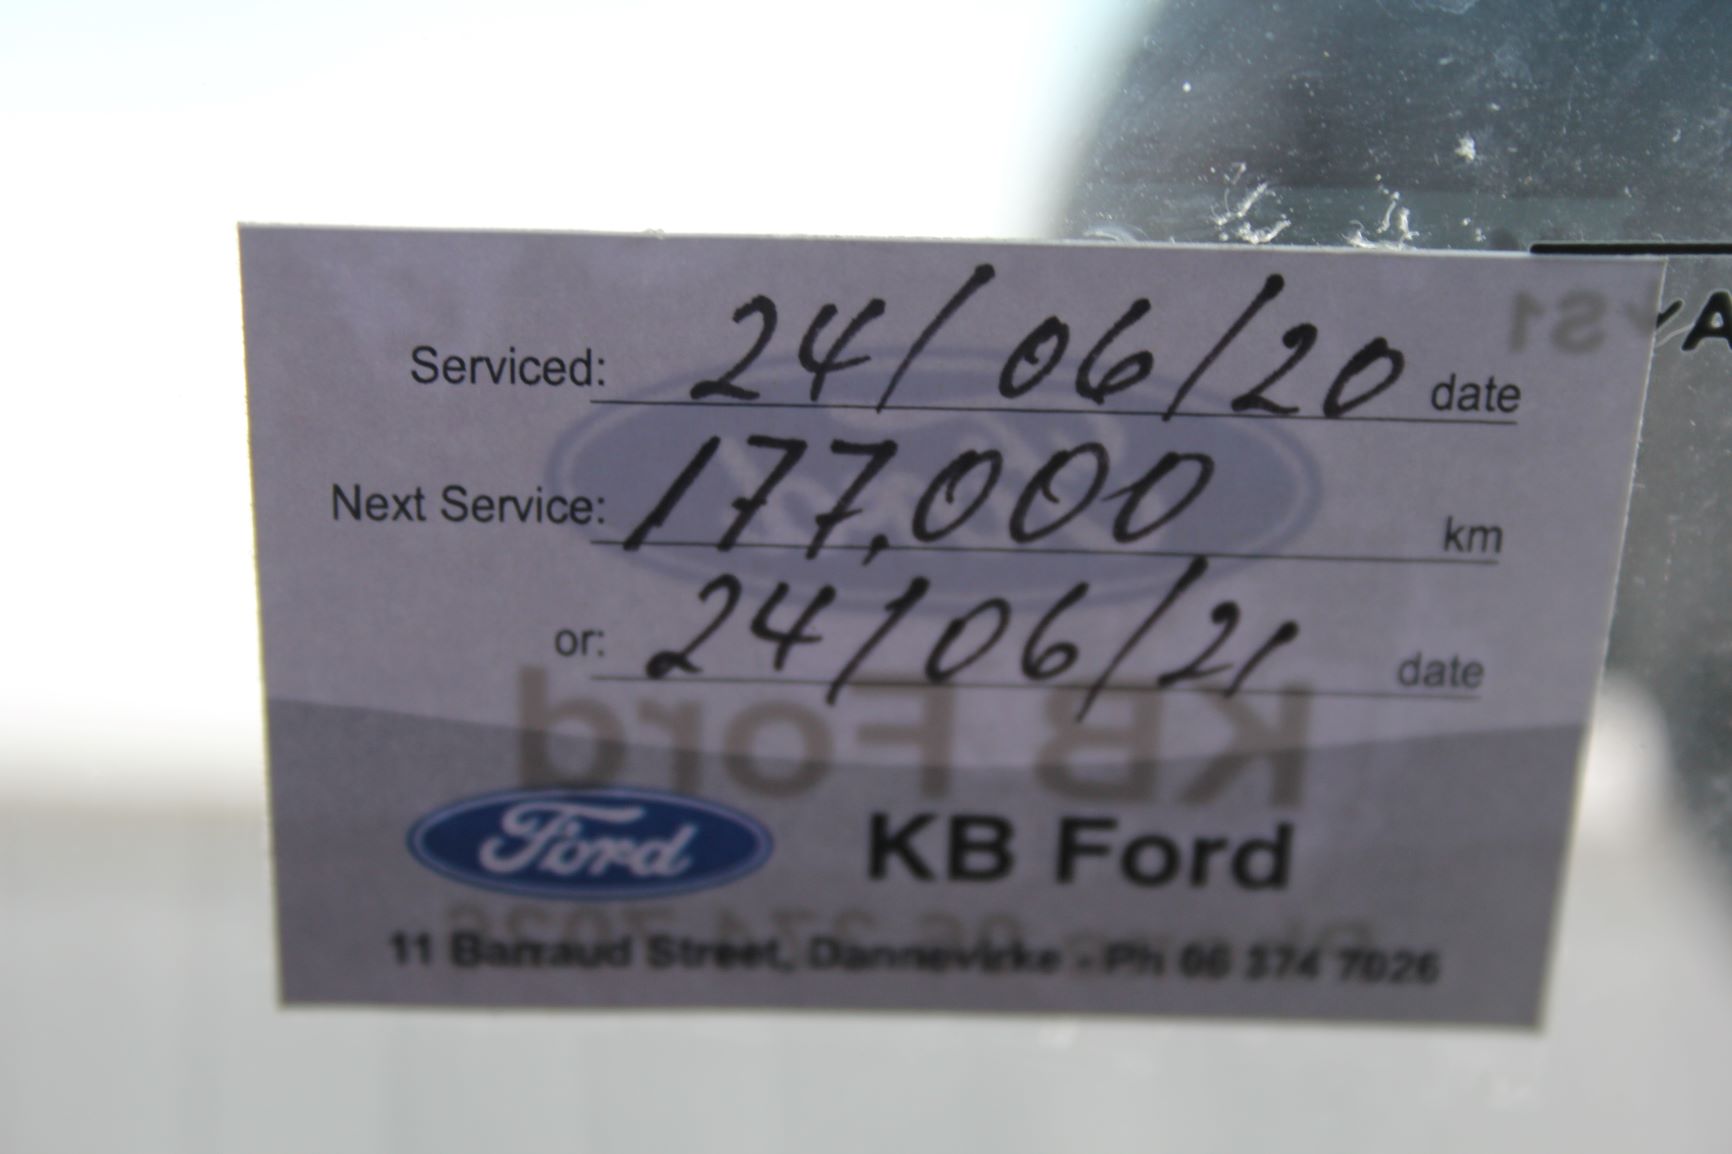 Serviced: 24/06/20 date
Next Service: 177,000 km
or: 24/06/21 date
Ford KB Ford
11 Barraud Street, Dannevirke - Ph 06 374 7026